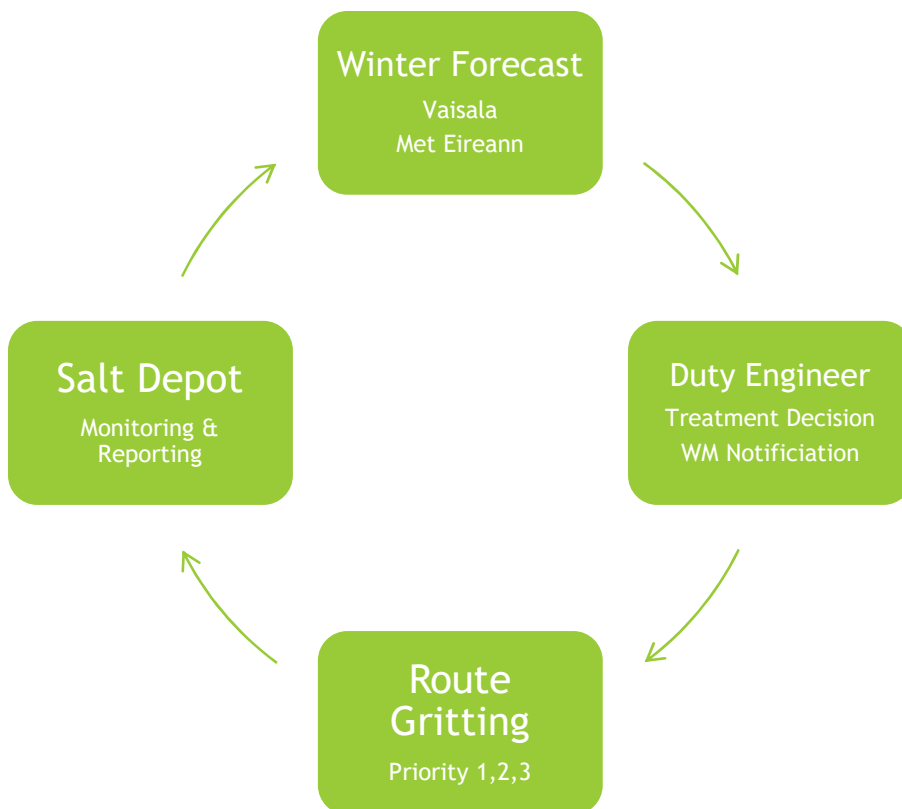 Winter Forecast
Vaisala
Met Eireann
Duty Engineer
Treatment Decision
WM Notificiation
Route
Gritting
Priority 1,2,3
Salt Depot
Monitoring &
Reporting